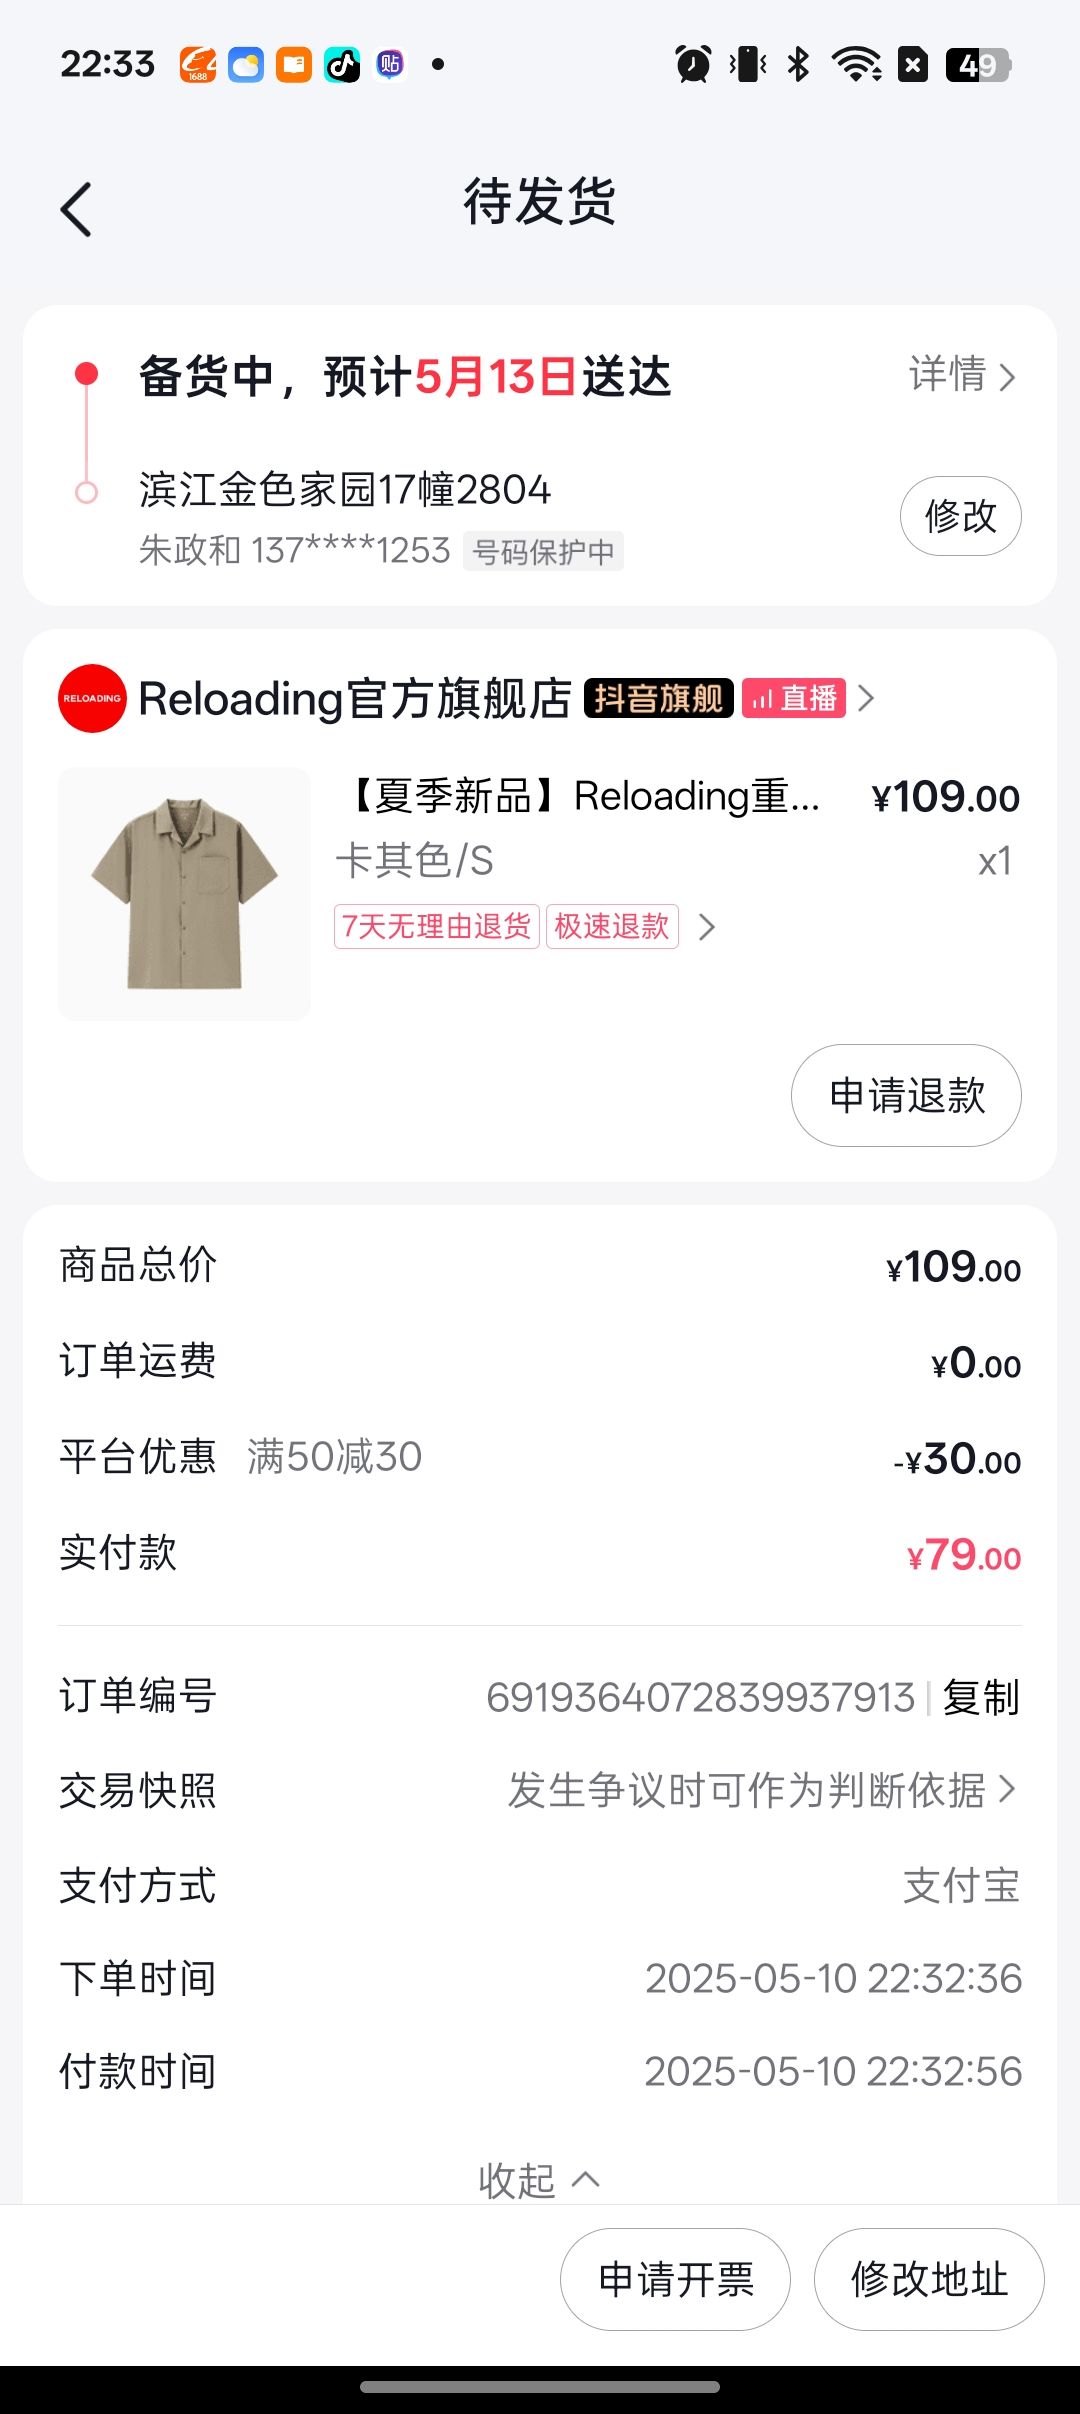 22:33
1688
贴
49
待发货
备货中，预计5月13日送达
详情
滨江金色家园17幢2804
修改
朱政和 137****1253 号码保护中
RELOADING
Reloading官方旗舰店 抖音旗舰 直播
【夏季新品】Reloading重... ¥109.00
卡其色/S x1
7天无理由退货 极速退款
申请退款
商品总价 ¥109.00
订单运费 ¥0.00
平台优惠 满50减30 -¥30.00
实付款 ¥79.00
订单编号 6919364072839937913 | 复制
交易快照 发生争议时可作为判断依据
支付方式 支付宝
下单时间 2025-05-10 22:32:36
付款时间 2025-05-10 22:32:56
收起
申请开票 修改地址